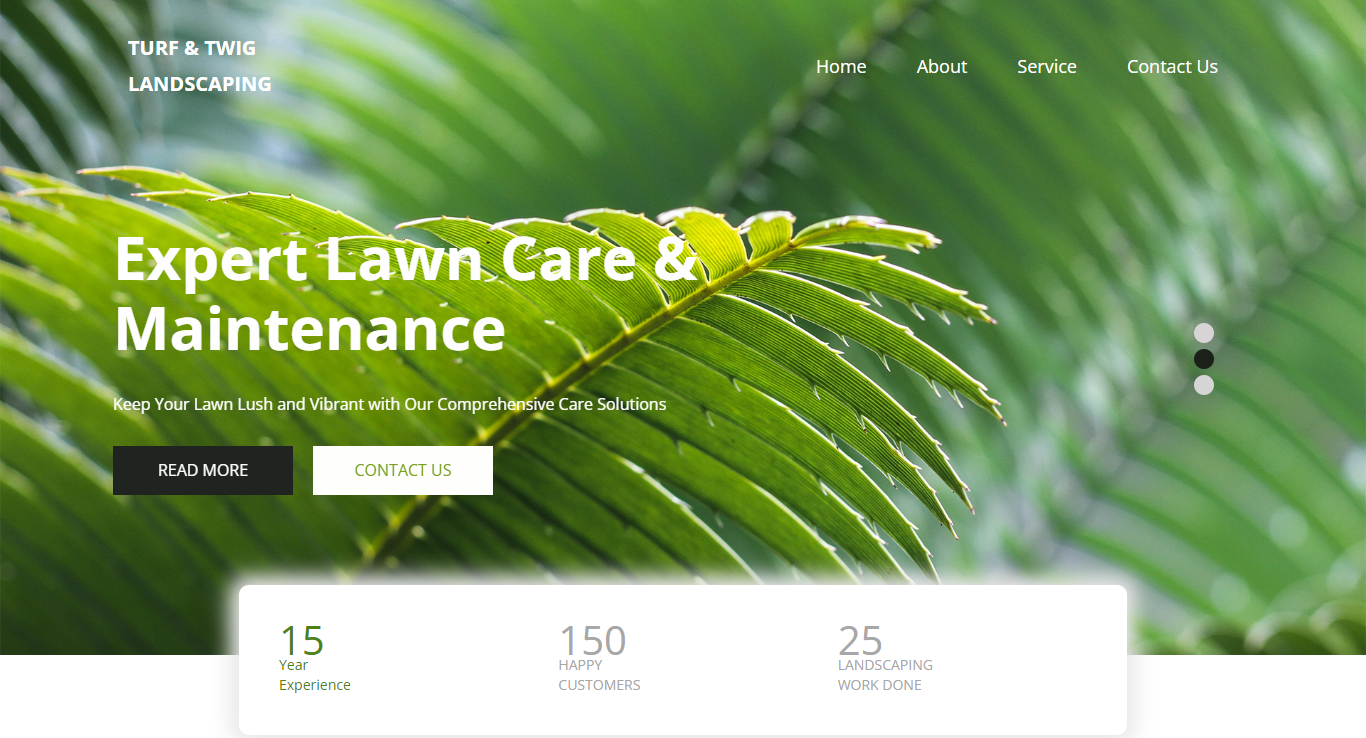 TURF & TWIG
LANDSCAPING
Home About Service Contact Us
Expert Lawn Care &
Maintenance
Keep Your Lawn Lush and Vibrant with Our Comprehensive Care Solutions
READ MORE CONTACT US
15 150 25
Year HAPPY LANDSCAPING
Experience CUSTOMERS WORK DONE